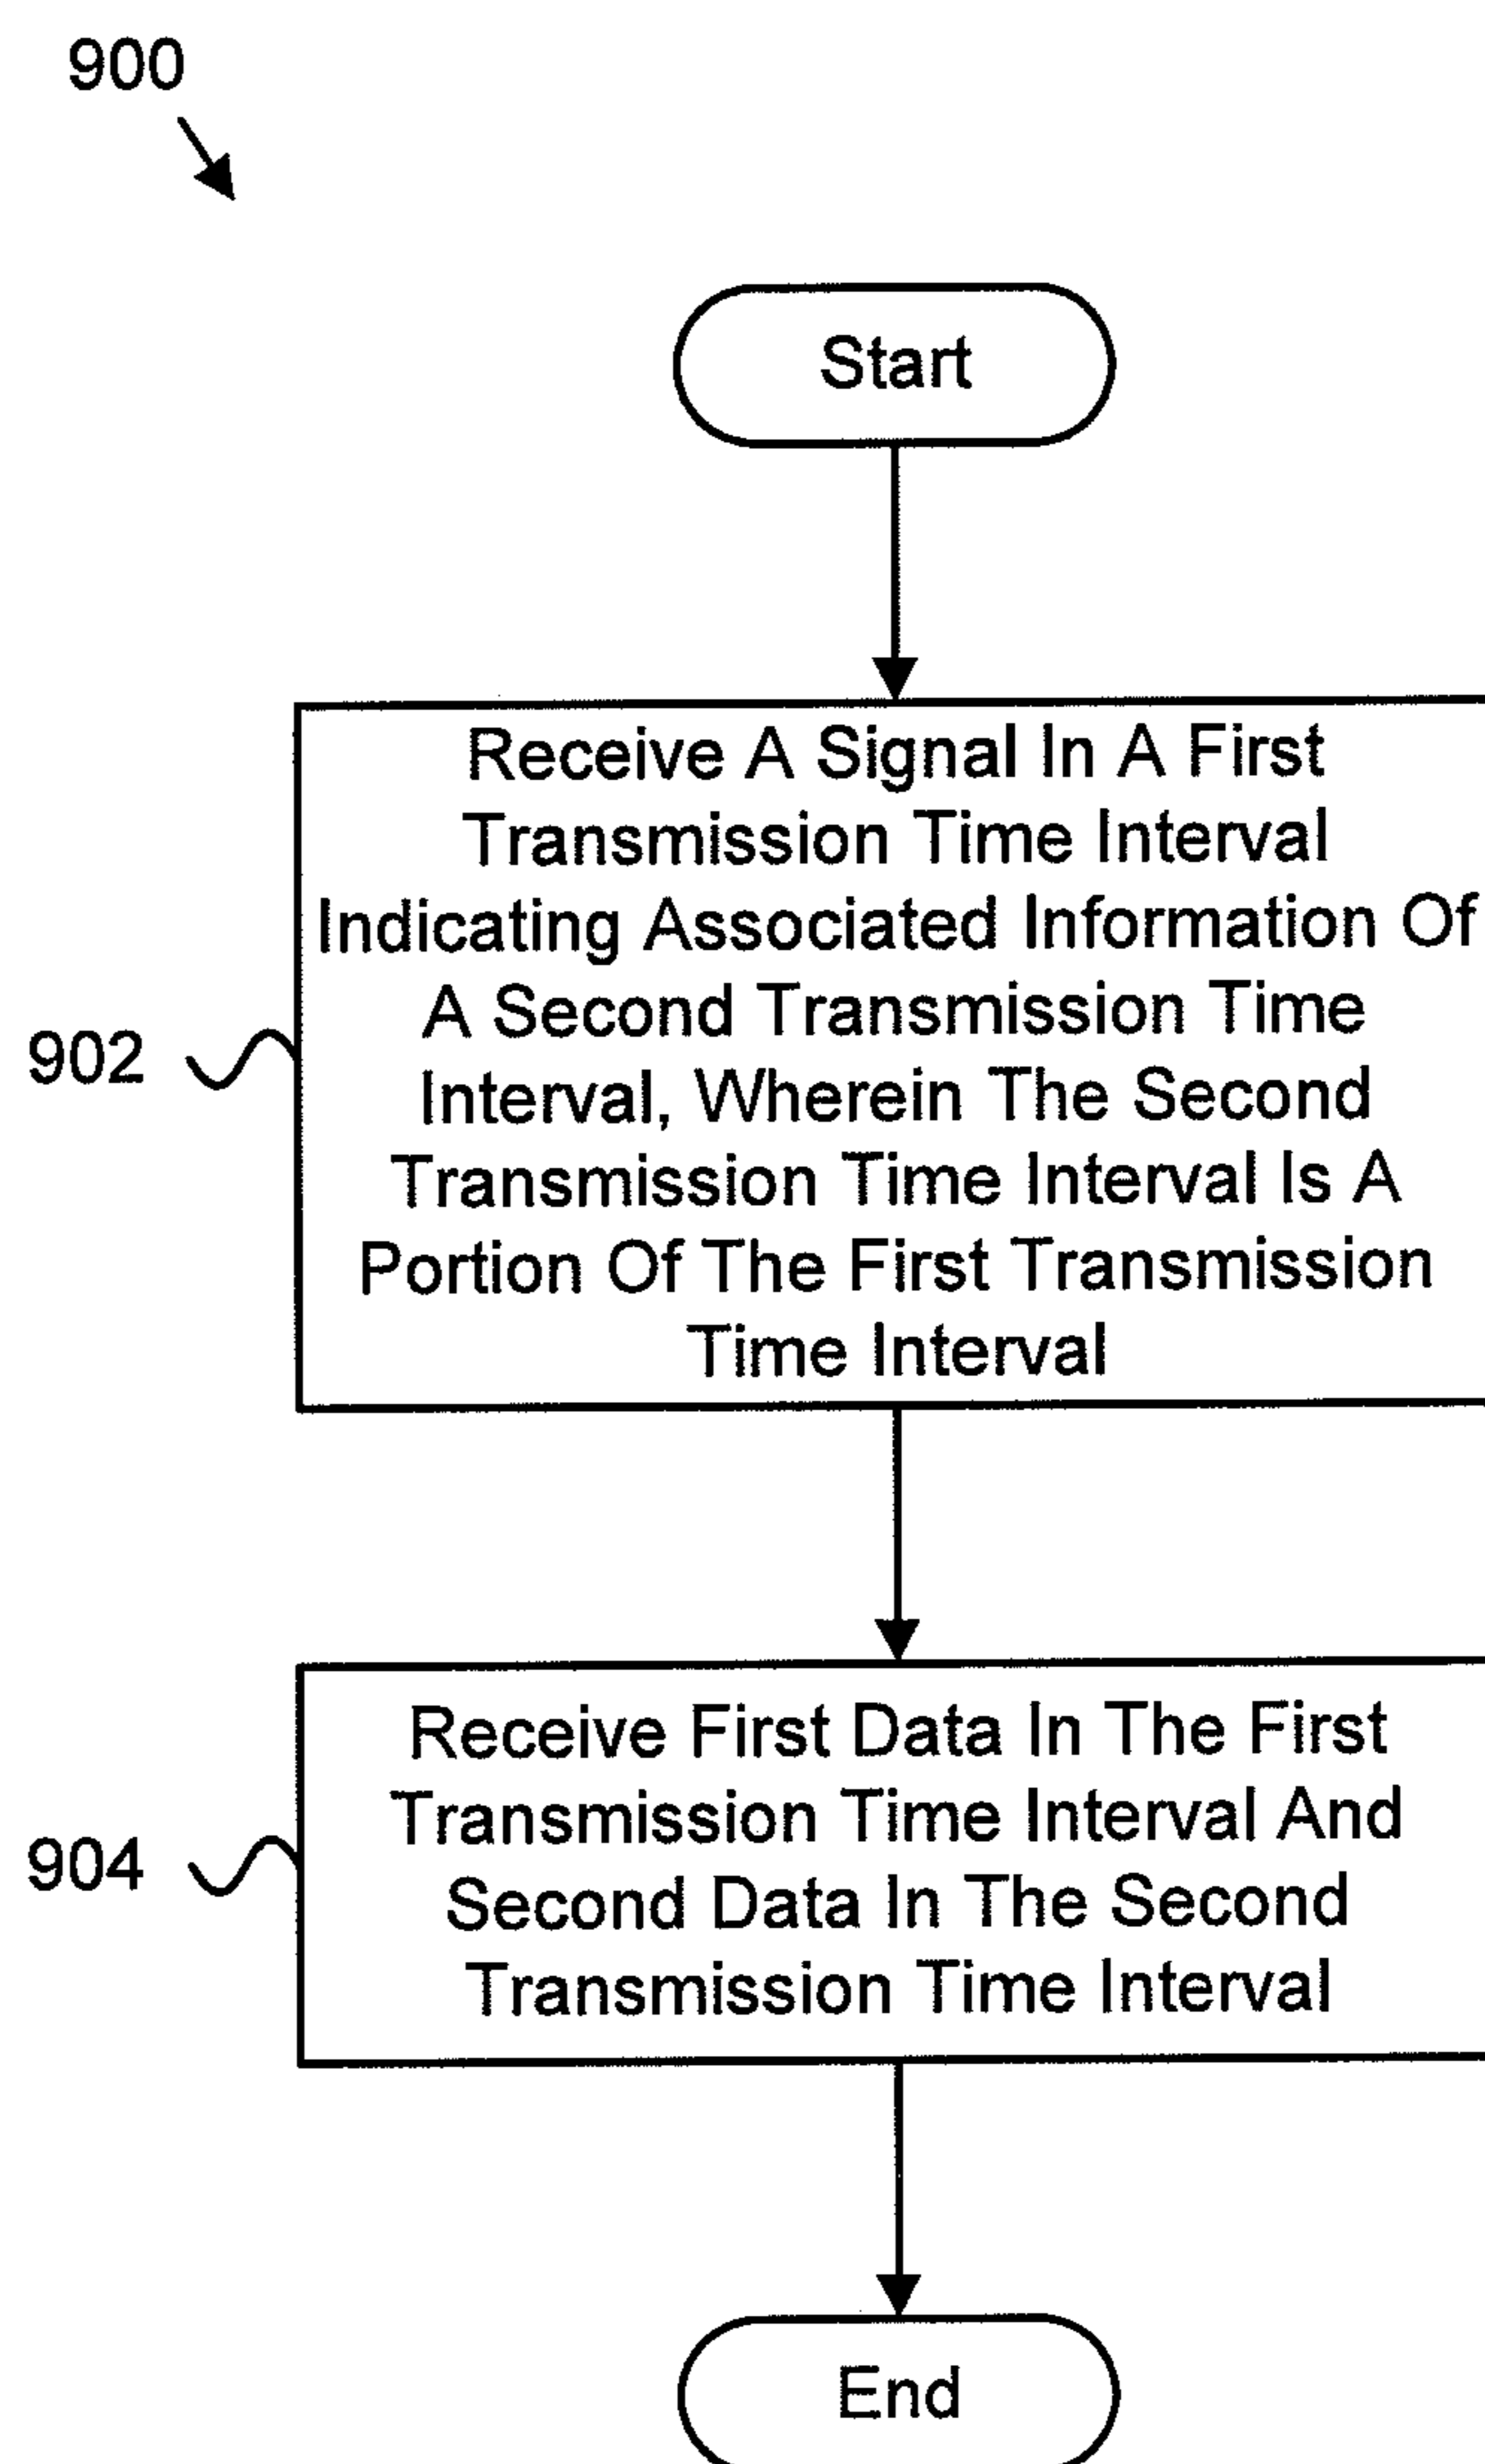 900
Start
Receive A Signal In A First
Transmission Time Interval
Indicating Associated Information Of
A Second Transmission Time
Interval, Wherein The Second
Transmission Time Interval Is A
Portion Of The First Transmission
Time Interval
902
Receive First Data In The First
Transmission Time Interval And
Second Data In The Second
Transmission Time Interval
904
End